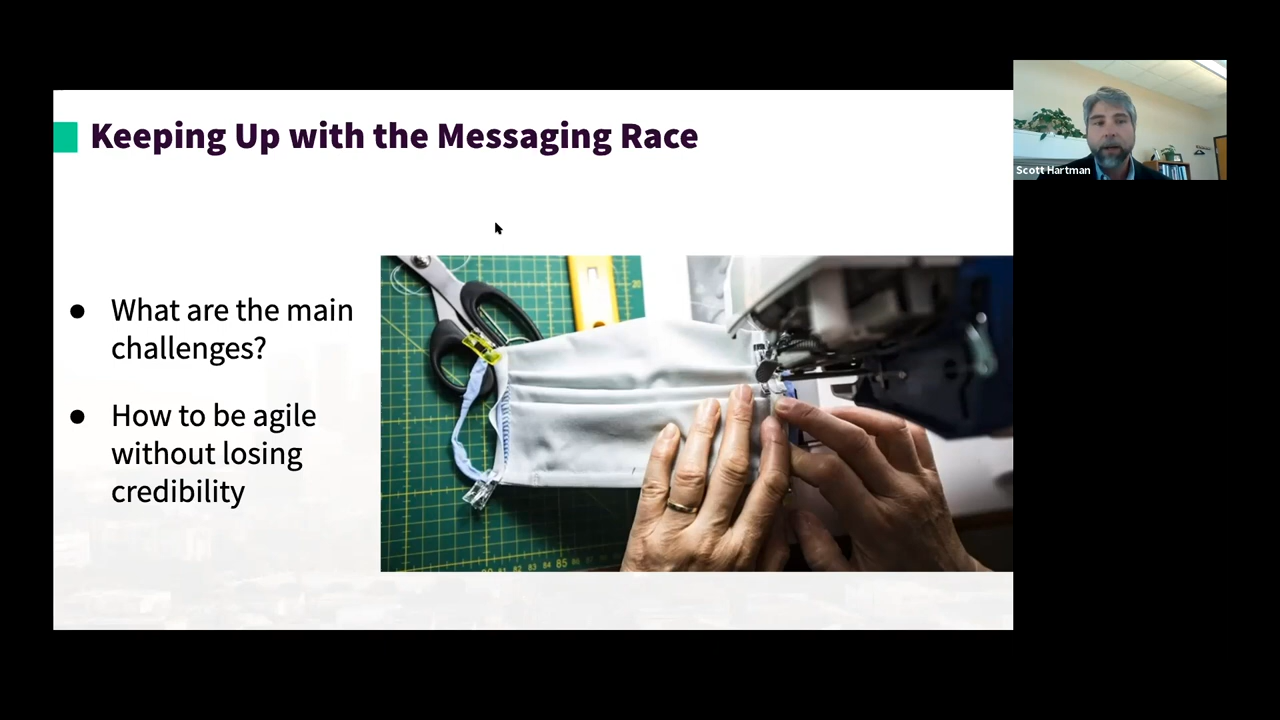 Keeping Up with the Messaging Race
Scott Hartman
● What are the main
challenges?
● How to be agile
without losing
credibility
85